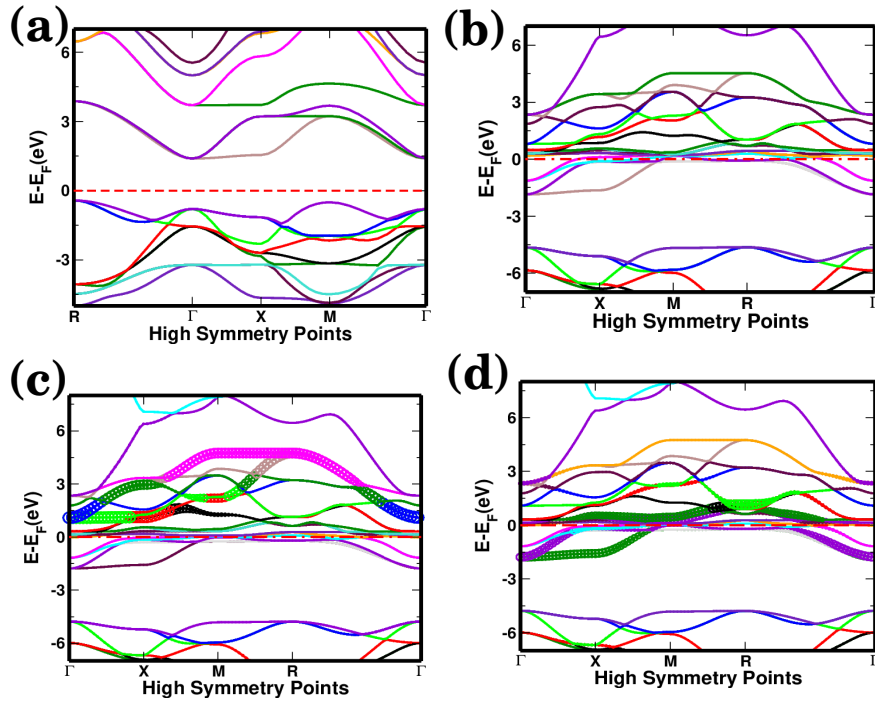 (a)
6
3
0
-3
E-E_F(eV)
R Γ X M Γ
High Symmetry Points
(b)
6
3
0
-3
-6
E-E_F(eV)
Γ X M R Γ
High Symmetry Points
(c)
6
3
0
-3
-6
E-E_F(eV)
Γ X M R Γ
High Symmetry Points
(d)
6
3
0
-3
-6
E-E_F(eV)
Γ X M R I
High Symmetry Points